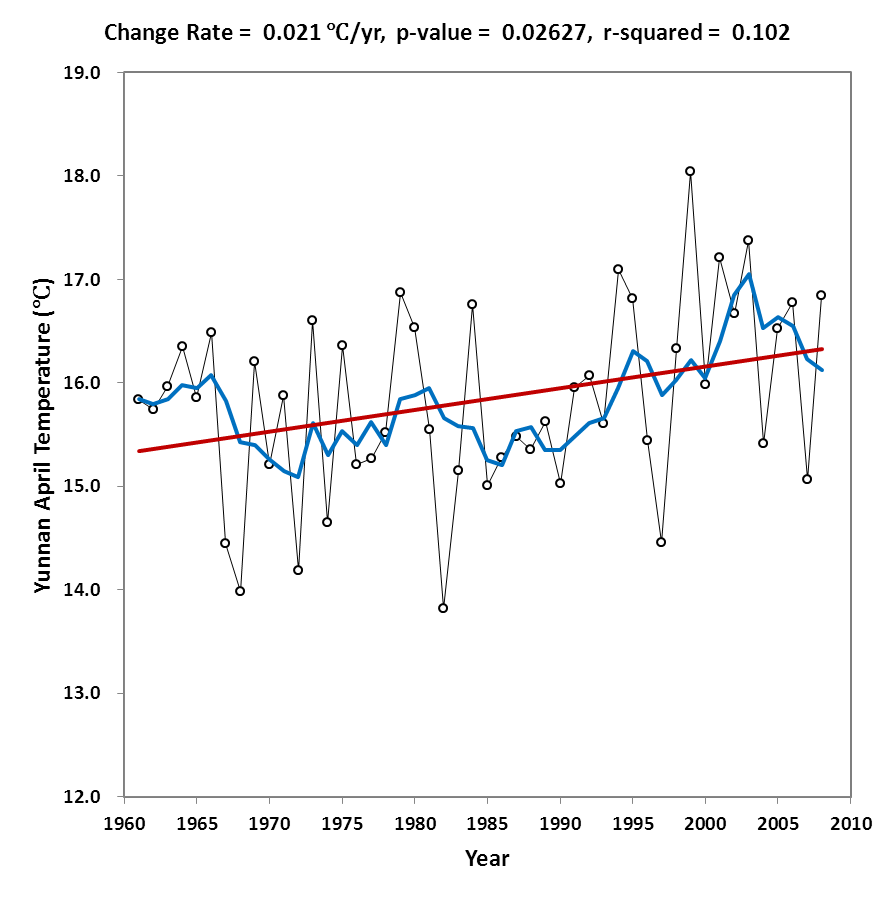 Change Rate = 0.021 ℃/yr, p-value = 0.02627, r-squared = 0.102
19.0
18.0
17.0
16.0
15.0
14.0
13.0
12.0
Yunnan April Temperature (℃)
1960 1965 1970 1975 1980 1985 1990 1995 2000 2005 2010
Year